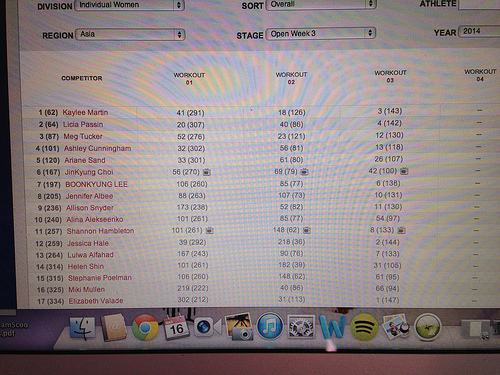 DIVISION Individual Women SORT Overall ATHLETE
REGION Asia STAGE Open Week 3 YEAR 2014
COMPETITOR WORKOUT 01 WORKOUT 02 WORKOUT 03 WORKOUT 04
1 (62) Kaylee Martin 41 (291) 18 (126) 3 (143) --
2 (64) Licia Passin 20 (307) 40 (86) 4 (142) --
3 (87) Meg Tucker 52 (276) 23 (121) 12 (130) --
4 (101) Ashley Cunningham 32 (302) 56 (81) 13 (118) --
5 (120) Ariane Sand 33 (301) 61 (80) 26 (107) --
6 (167) JinKyung Choi 56 (270) 69 (79) 42 (100) --
7 (197) BOONKYUNG LEE 106 (260) 85 (77) 6 (138) --
8 (205) Jennifer Albee 88 (263) 107 (73) 10 (131) --
9 (236) Allison Snyder 173 (238) 52 (82) 11 (130) --
10 (240) Alina Alekseenko 101 (261) 85 (77) 54 (97) --
11 (257) Shannon Hambleton 101 (261) 148 (62) 8 (133) --
12 (259) Jessica Hale 39 (292) 218 (36) 2 (144) --
13 (264) Lulwa Alfahad 167 (243) 90 (76) 7 (133) --
14 (314) Helen Shin 101 (261) 182 (39) 31 (105) --
15 (315) Stephanie Poelman 106 (260) 148 (62) 61 (95) --
16 (325) Miki Mullen 219 (222) 40 (86) 66 (94) --
17 (334) Elizabeth Valade 302 (212) 31 (113) 1 (147) --
.pdf
16
W